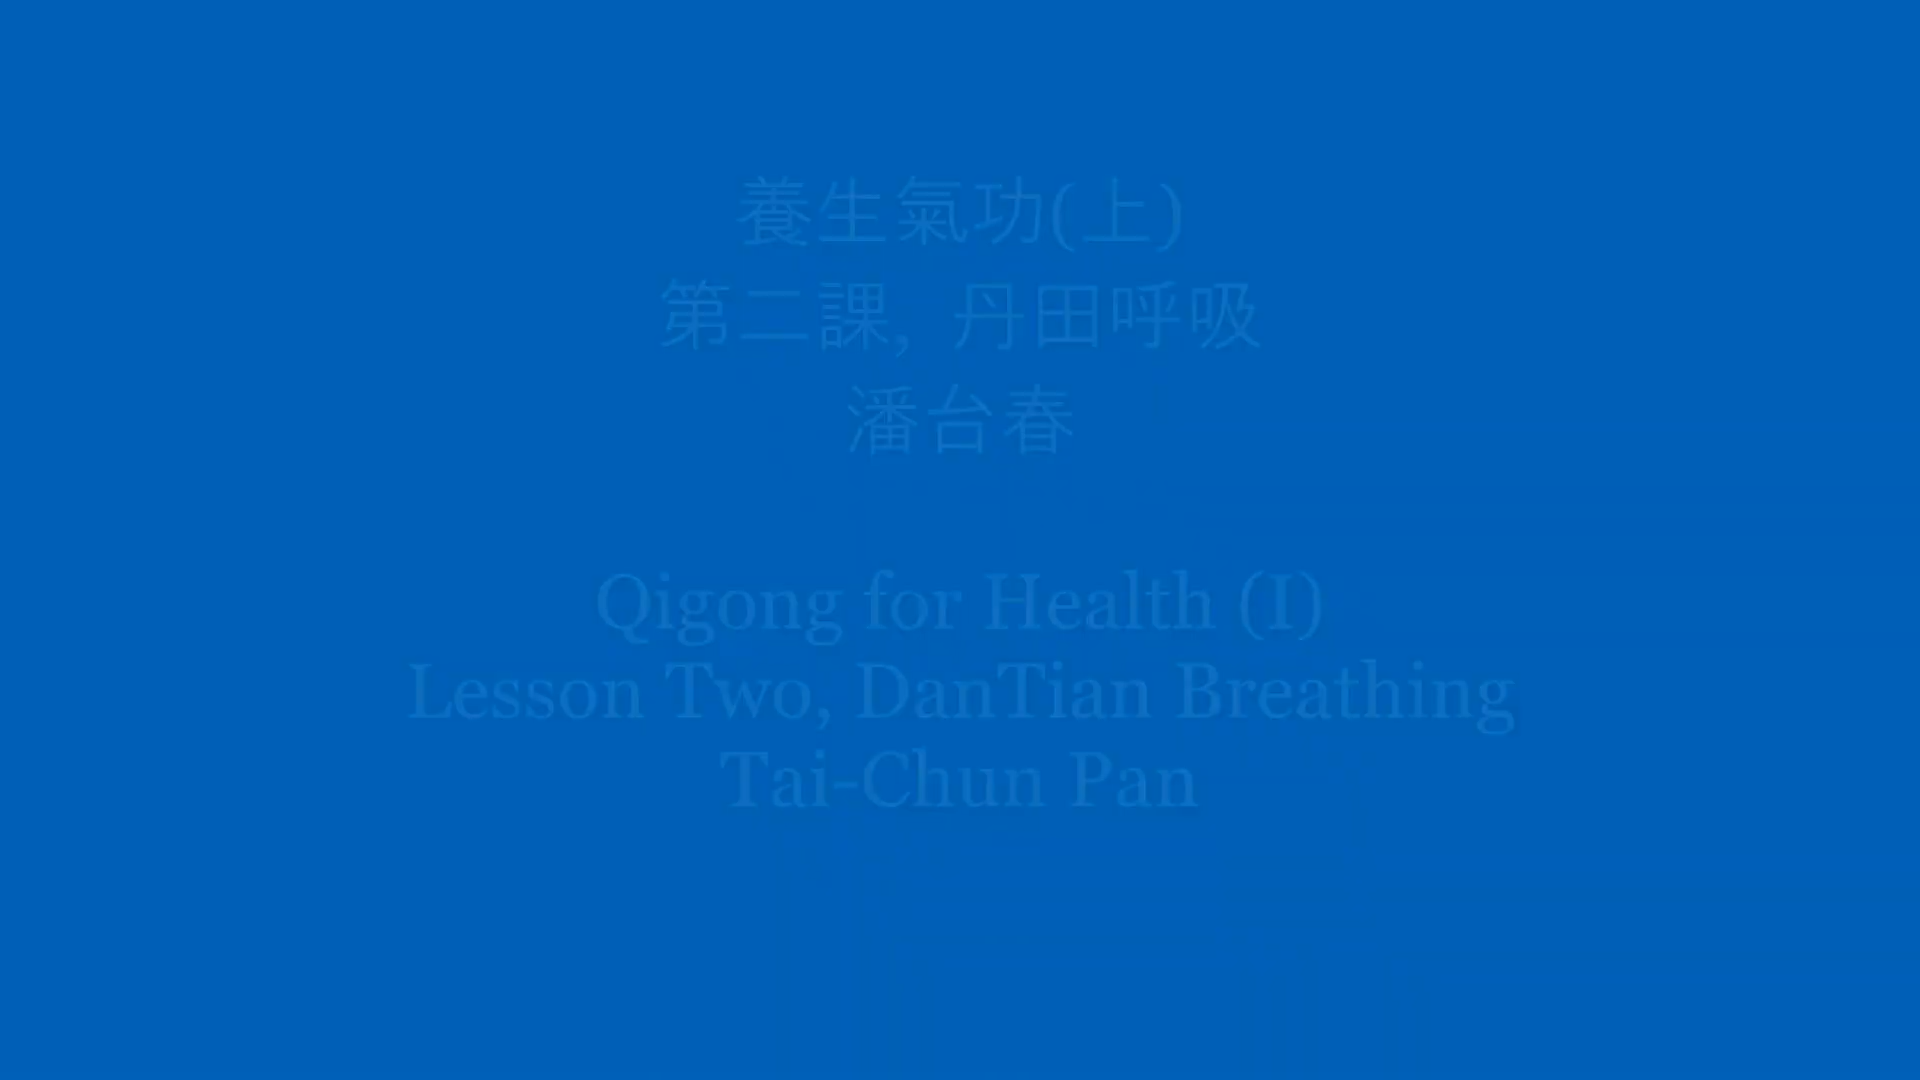 養生氣功(上)
第二課, 丹田呼吸
潘台春
Qigong for Health (I)
Lesson Two, DanTian Breathing
Tai-Chun Pan